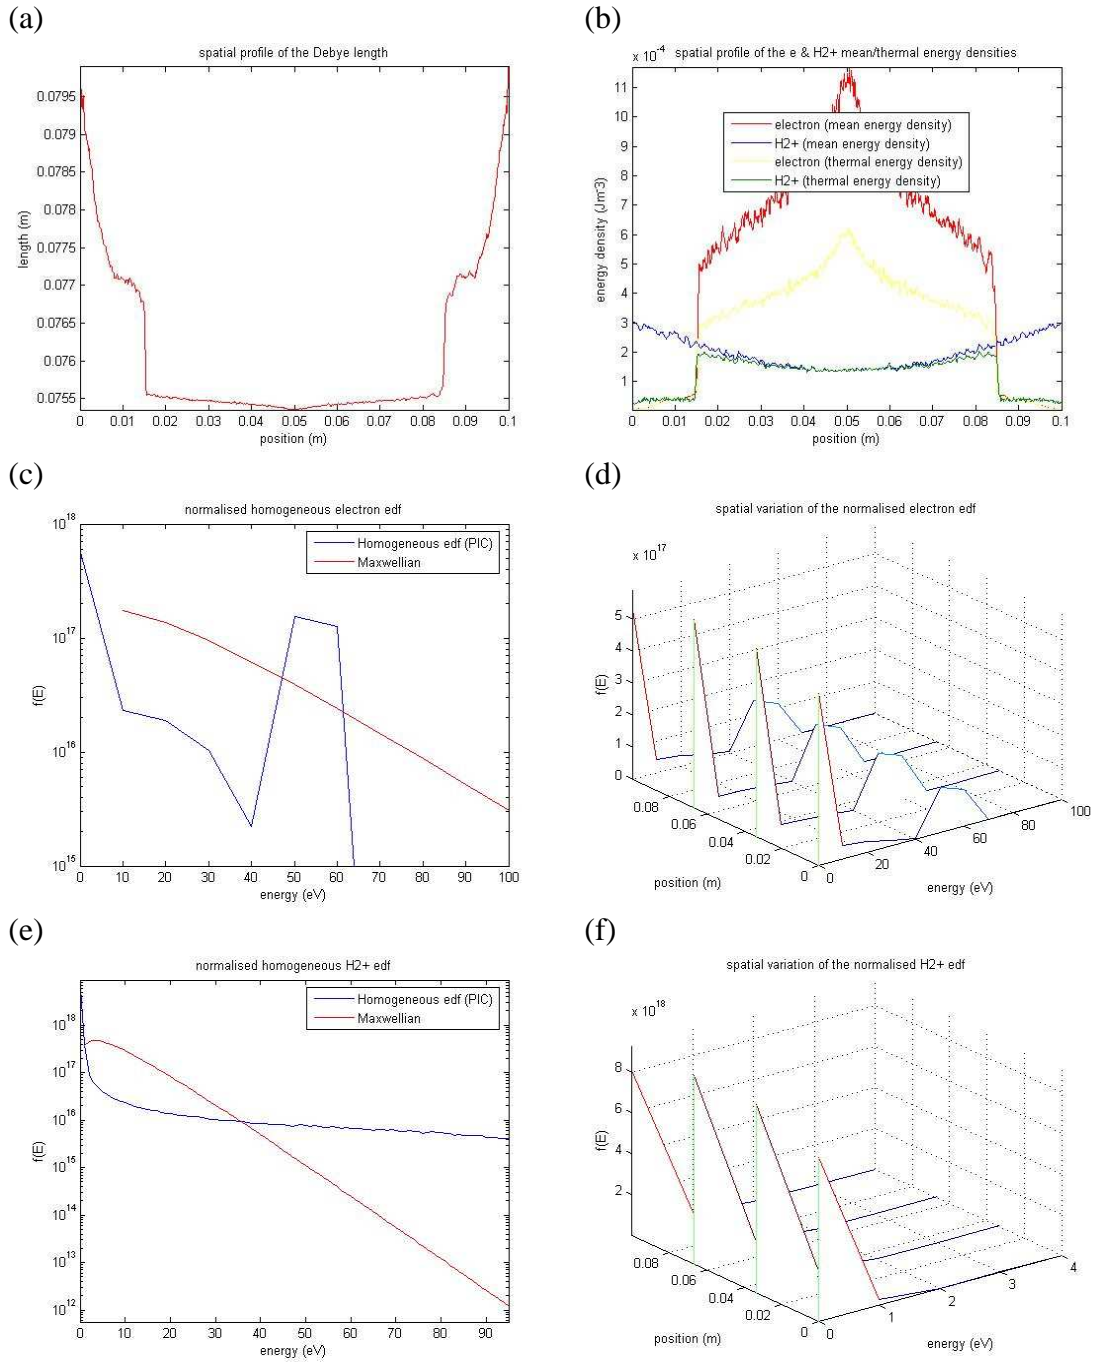 (a)
spatial profile of the Debye length
0.0795
0.079
0.0785
0.078
0.0775
0.077
0.0765
0.076
0.0755
length (m)
0 0.01 0.02 0.03 0.04 0.05 0.06 0.07 0.08 0.09 0.1
position (m)
(b)
x 10-4
spatial profile of the e & H2+ mean/thermal energy densities
11
10
9
8
7
6
5
4
3
2
1
energy density (Jm-3)
electron (mean energy density)
H2+ (mean energy density)
electron (thermal energy density)
H2+ (thermal energy density)
0 0.01 0.02 0.03 0.04 0.05 0.06 0.07 0.08 0.09 0.1
position (m)
(c)
normalised homogeneous electron edf
10^18
10^17
10^16
10^15
f(E)
Homogeneous edf (PIC)
Maxwellian
0 10 20 30 40 50 60 70 80 90 100
energy (eV)
(d)
spatial variation of the normalised electron edf
x 10^17
5
4
3
2
1
0
f(E)
0.08
0.06
0.04
0.02
0
position (m)
0
20
40
60
80
100
energy (eV)
(e)
normalised homogeneous H2+ edf
10^18
10^17
10^16
10^15
10^14
10^13
10^12
f(E)
Homogeneous edf (PIC)
Maxwellian
0 10 20 30 40 50 60 70 80 90
energy (eV)
(f)
spatial variation of the normalised H2+ edf
x 10^18
8
6
4
2
f(E)
0.08
0.06
0.04
0.02
0
position (m)
0
1
2
3
4
energy (eV)